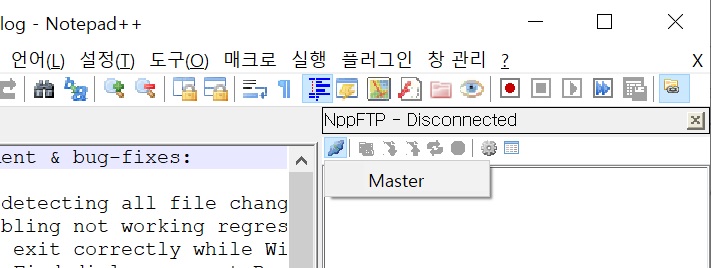 log - Notepad++
언어(L) 설정(T) 도구(O) 매크로 실행 플러그인 창 관리 ? X
NppFTP - Disconnected
ent & bug-fixes:
Master
detecting all file chang
bling not working regres
exit correctly while Wi